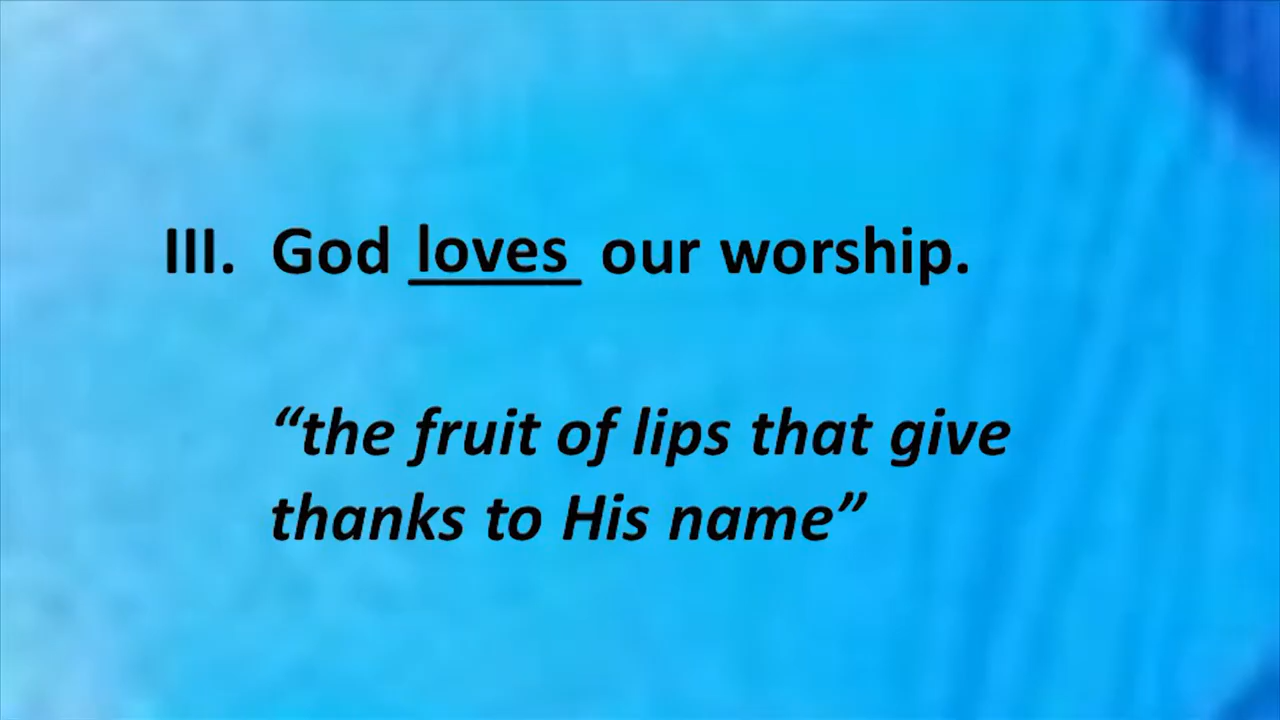 III. God loves our worship.
“the fruit of lips that give
thanks to His name”